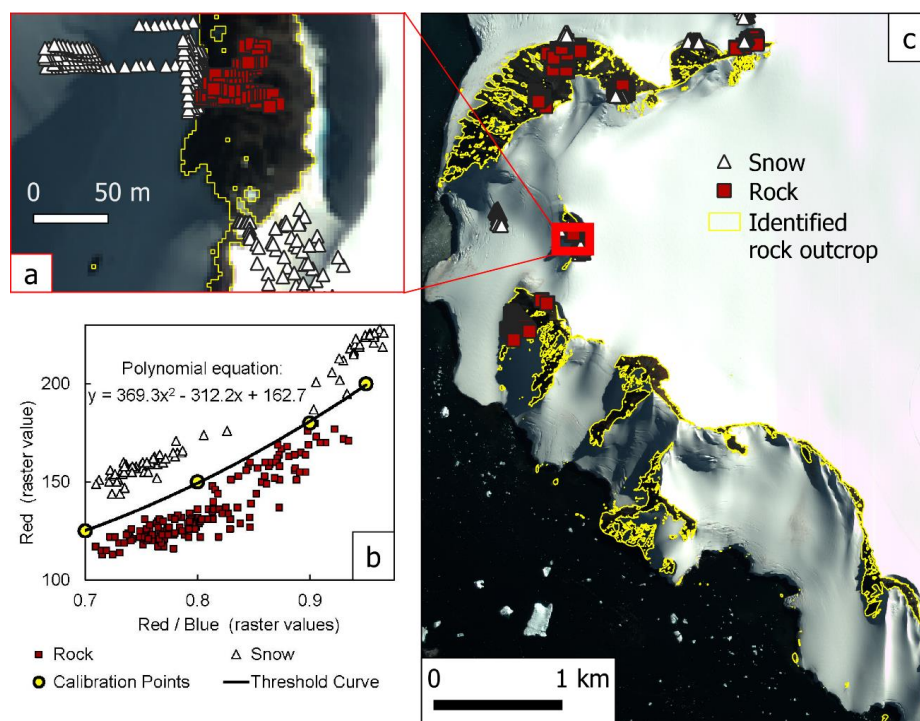 0 50 m
a
Polynomial equation:
y = 369.3x² - 312.2x + 162.7
200
150
100
Red (raster value)
0.7 0.8 0.9
Red / Blue (raster values)
b
Rock Snow
Calibration Points Threshold Curve
c
Snow
Rock
Identified
rock outcrop
0 1 km